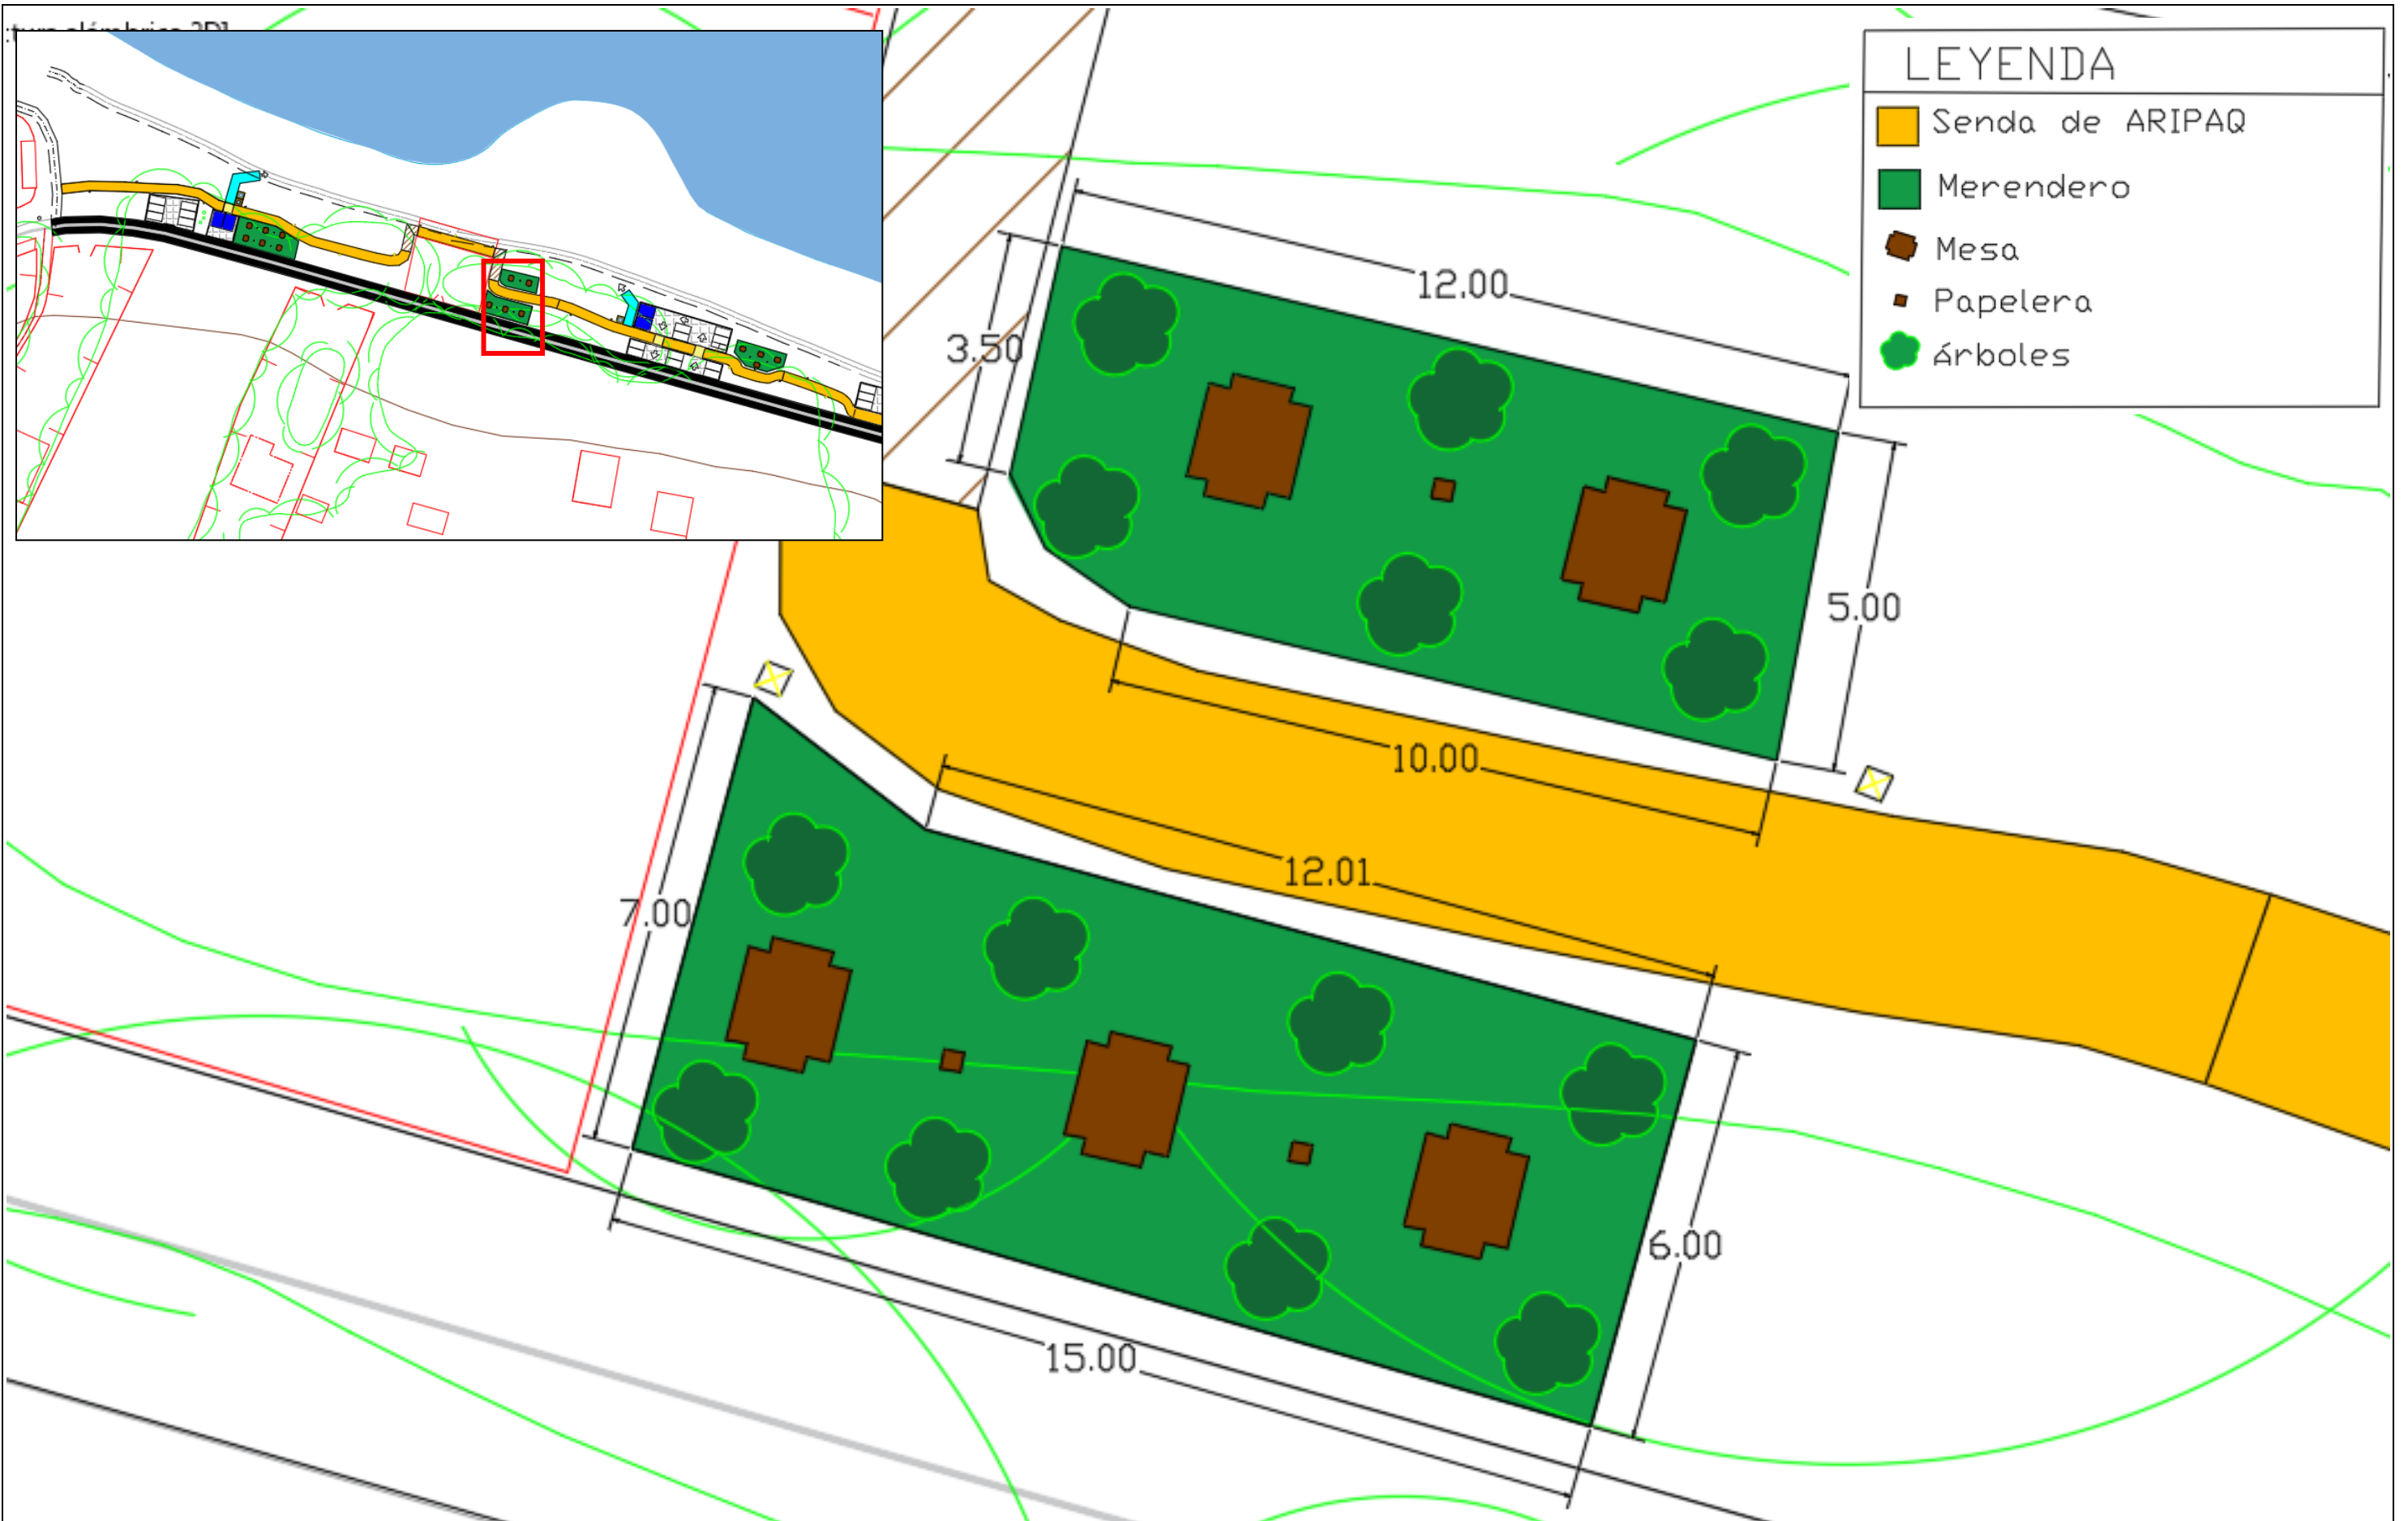 LEYENDA
Senda de ARIPAQ
Merendero
Mesa
Papelera
Árboles
12.00
3.50
5.00
10.00
12.01
7.00
6.00
15.00